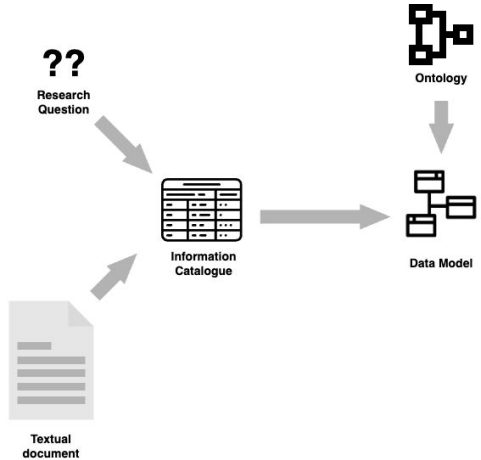 ??
Research
Question
Ontology
Information
Catalogue
Data Model
Textual
document